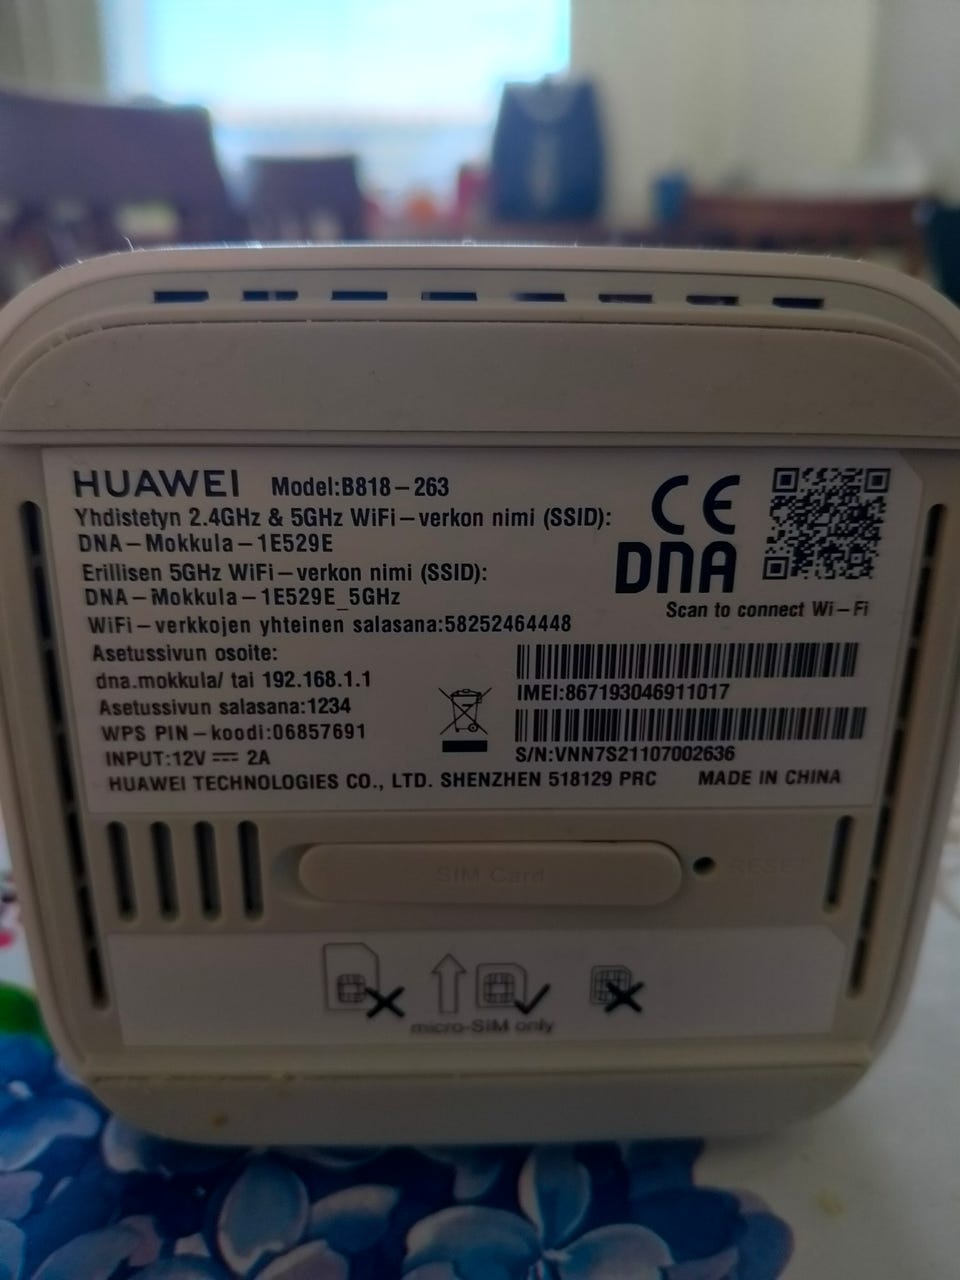 HUAWEI Model:B818-263
Yhdistetyn 2.4GHz & 5GHz WiFi-verkon nimi (SSID):
DNA-Mokkula-1E529E
Erillisen 5GHz WiFi-verkon nimi (SSID):
DNA-Mokkula-1E529E_5GHz
WiFi-verkkojen yhteinen salasana:58252464448
CE
DNA
Scan to connect Wi-Fi
Asetussivun osoite:
dna.mokkula/ tai 192.168.1.1
Asetussivun salasana:1234
WPS PIN-koodi:06857691
INPUT:12V ⎓ 2A
IMEI:867193046911017
S/N:VNN7S21107002636
HUAWEI TECHNOLOGIES CO., LTD. SHENZHEN 518129 PRC MADE IN CHINA
SIM Card
RESET
micro-SIM only